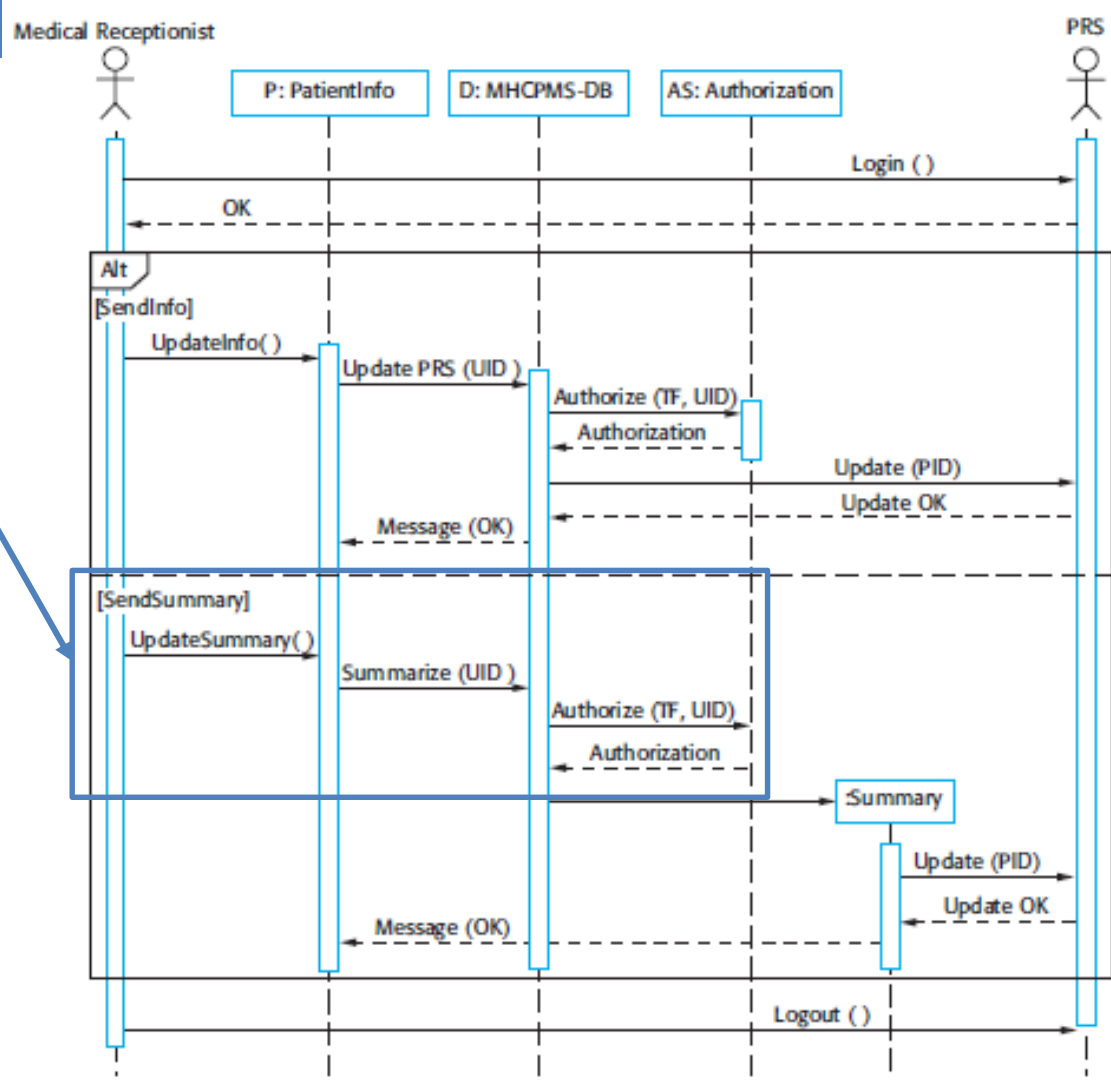 Medical Receptionist
PRS
P: PatientInfo
D: MHCPMS-DB
AS: Authorization
Login ( )
OK
Alt
[SendInfo]
UpdateInfo( )
Update PRS (UID )
Authorize (TF, UID)
Authorization
Update (PID)
Update OK
Message (OK)
[SendSummary]
UpdateSummary( )
Summarize (UID )
Authorize (TF, UID)
Authorization
:Summary
Update (PID)
Update OK
Message (OK)
Logout ( )